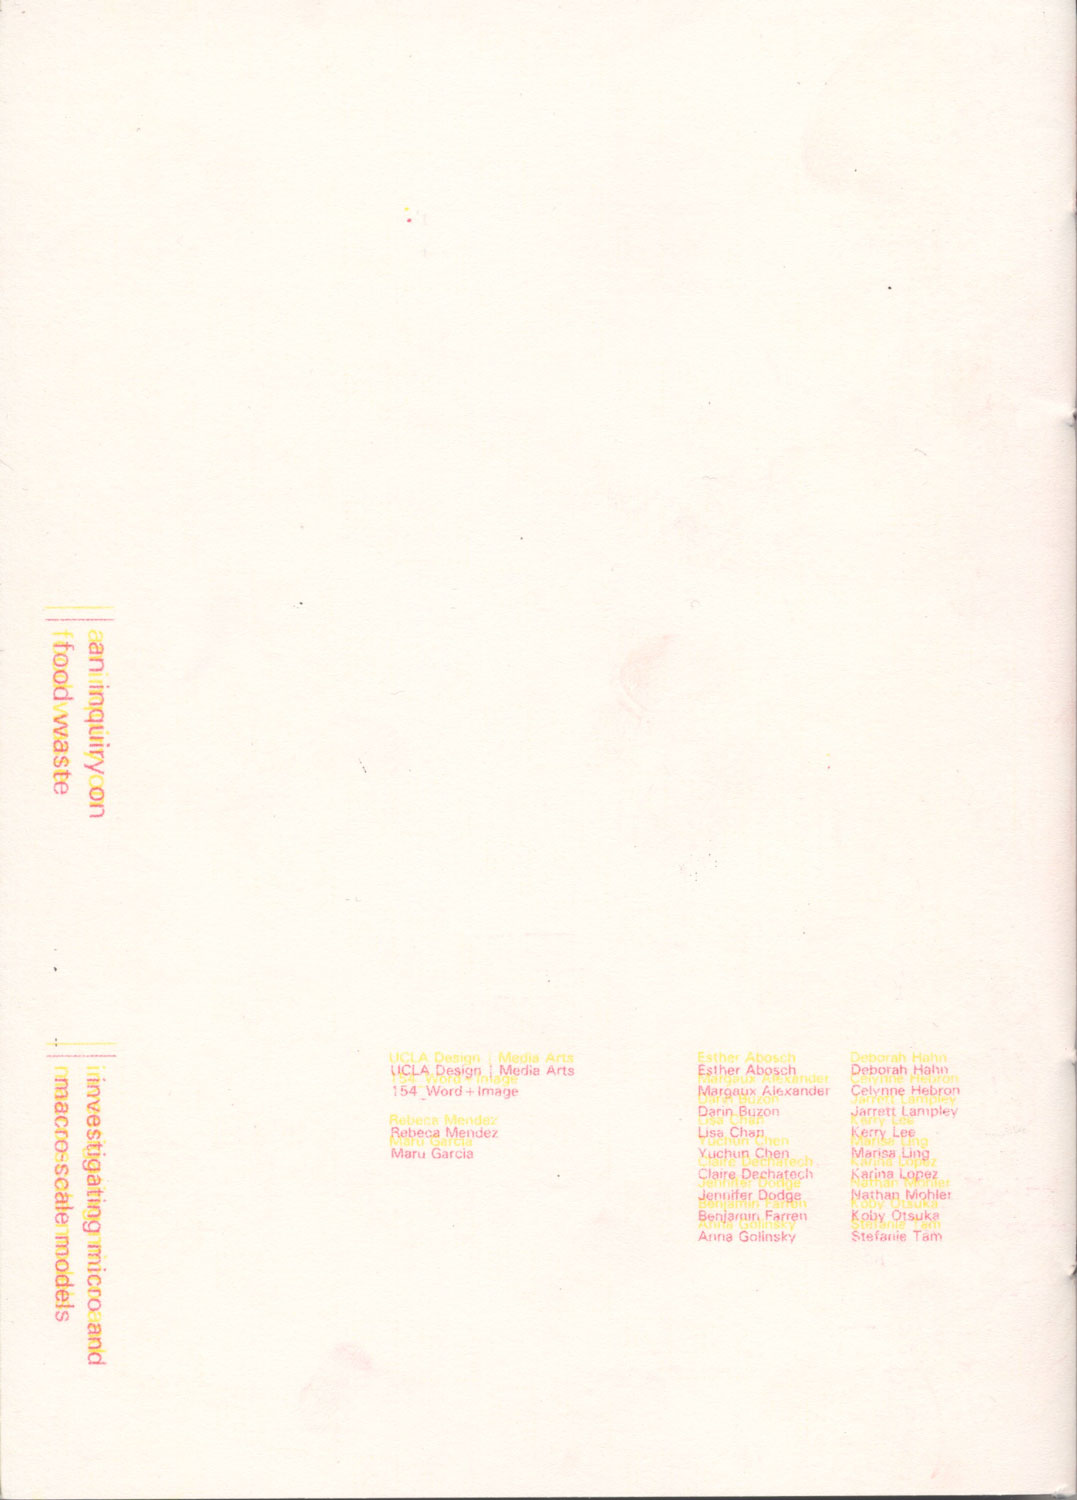 an inquiry on
food waste
investigating micro and
macro-scale models
UCLA Design | Media Arts
154_Word+Image
Rebeca Mendez
Maru Garcia
Esther Abosch
Margaux Alexander
Darin Buzon
Lisa Chan
Yuchun Chen
Claire Dechatech
Jennifer Dodge
Benjamin Farren
Anna Golinsky
Deborah Hahn
Celynne Hebron
Jarrett Lampley
Kerry Lee
Marisa Ling
Karina Lopez
Nathan Mohler
Koby Otsuka
Stefanie Tam